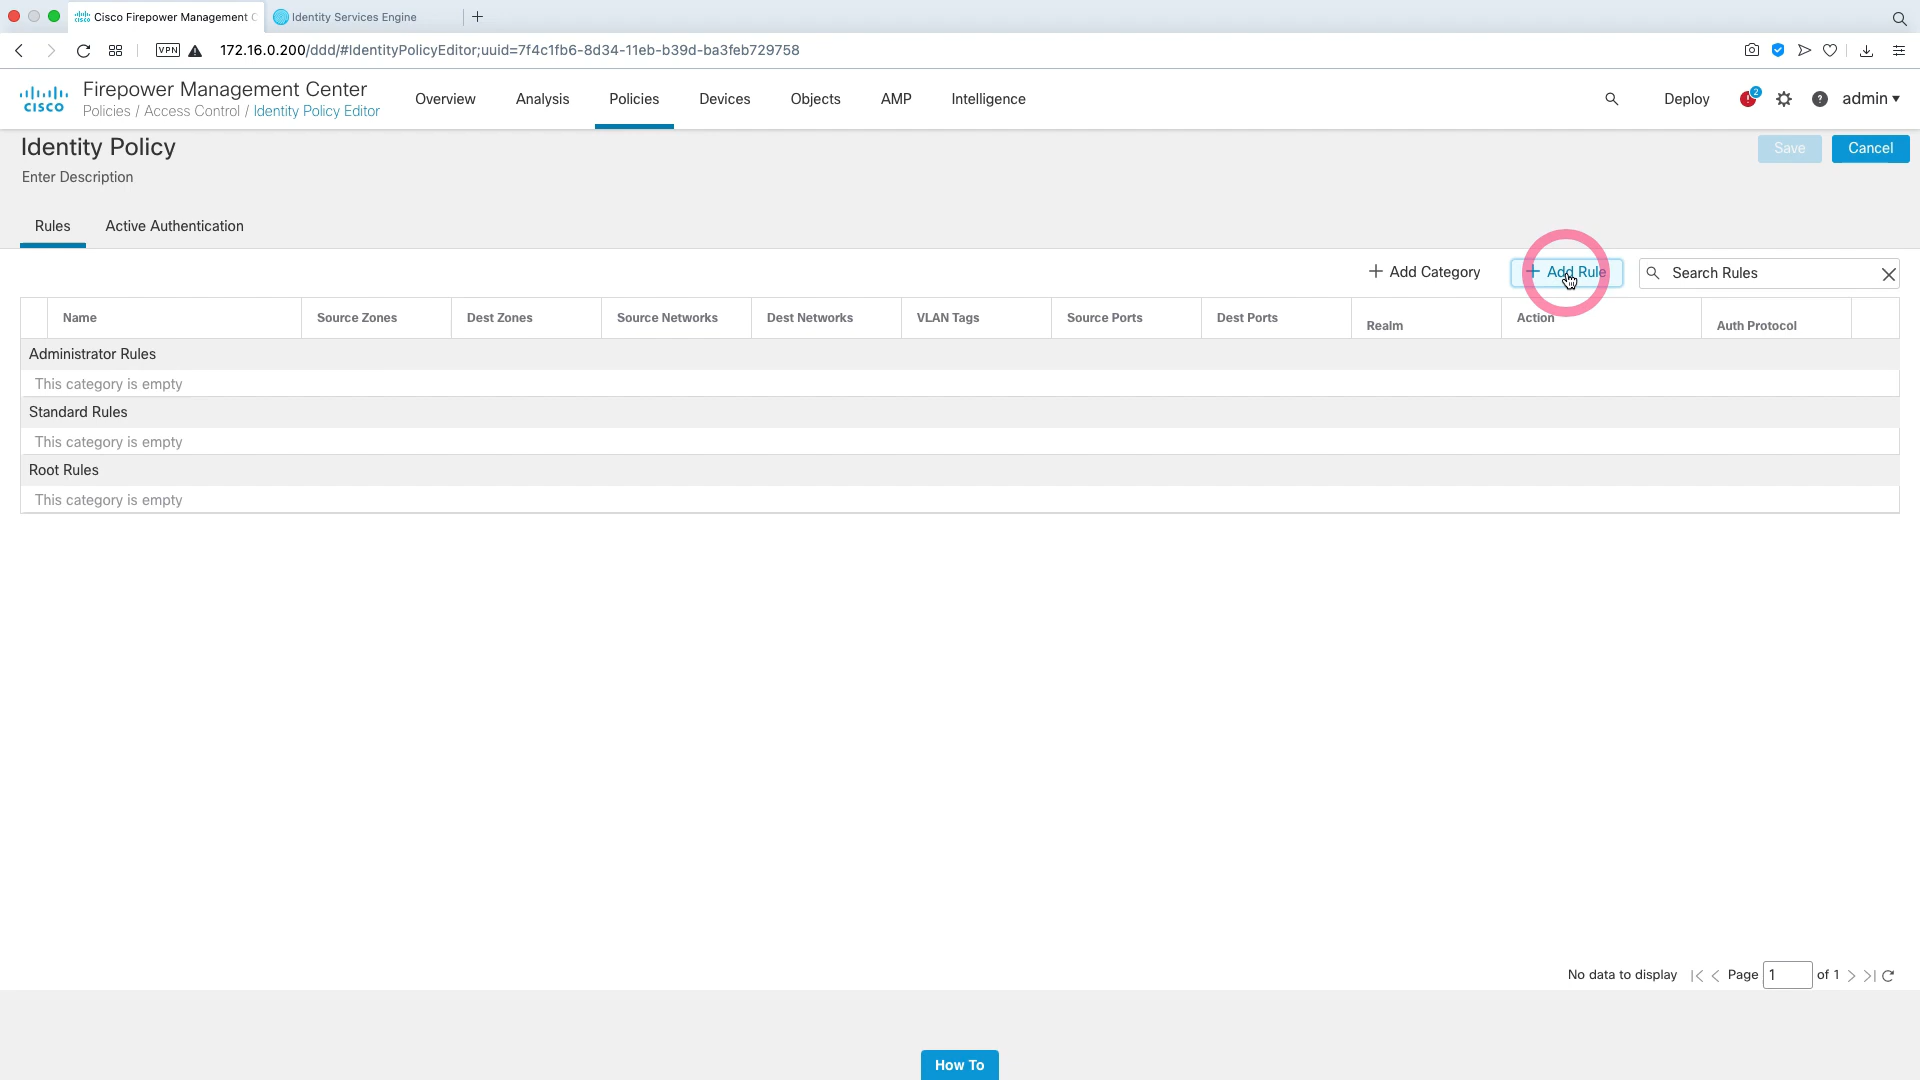 Cisco Firepower Management C
Identity Services Engine
VPN
172.16.0.200/ddd/#IdentityPolicyEditor;uuid=7f4c1fb6-8d34-11eb-b39d-ba3feb729758
cisco
Firepower Management Center
Policies / Access Control / Identity Policy Editor
Overview
Analysis
Policies
Devices
Objects
AMP
Intelligence
Deploy
2
admin
Identity Policy
Save
Cancel
Enter Description
Rules
Active Authentication
Add Category
Add Rule
Search Rules
Name
Source Zones
Dest Zones
Source Networks
Dest Networks
VLAN Tags
Source Ports
Dest Ports
Realm
Action
Auth Protocol
Administrator Rules
This category is empty
Standard Rules
This category is empty
Root Rules
This category is empty
No data to display
Page 1 of 1
How To